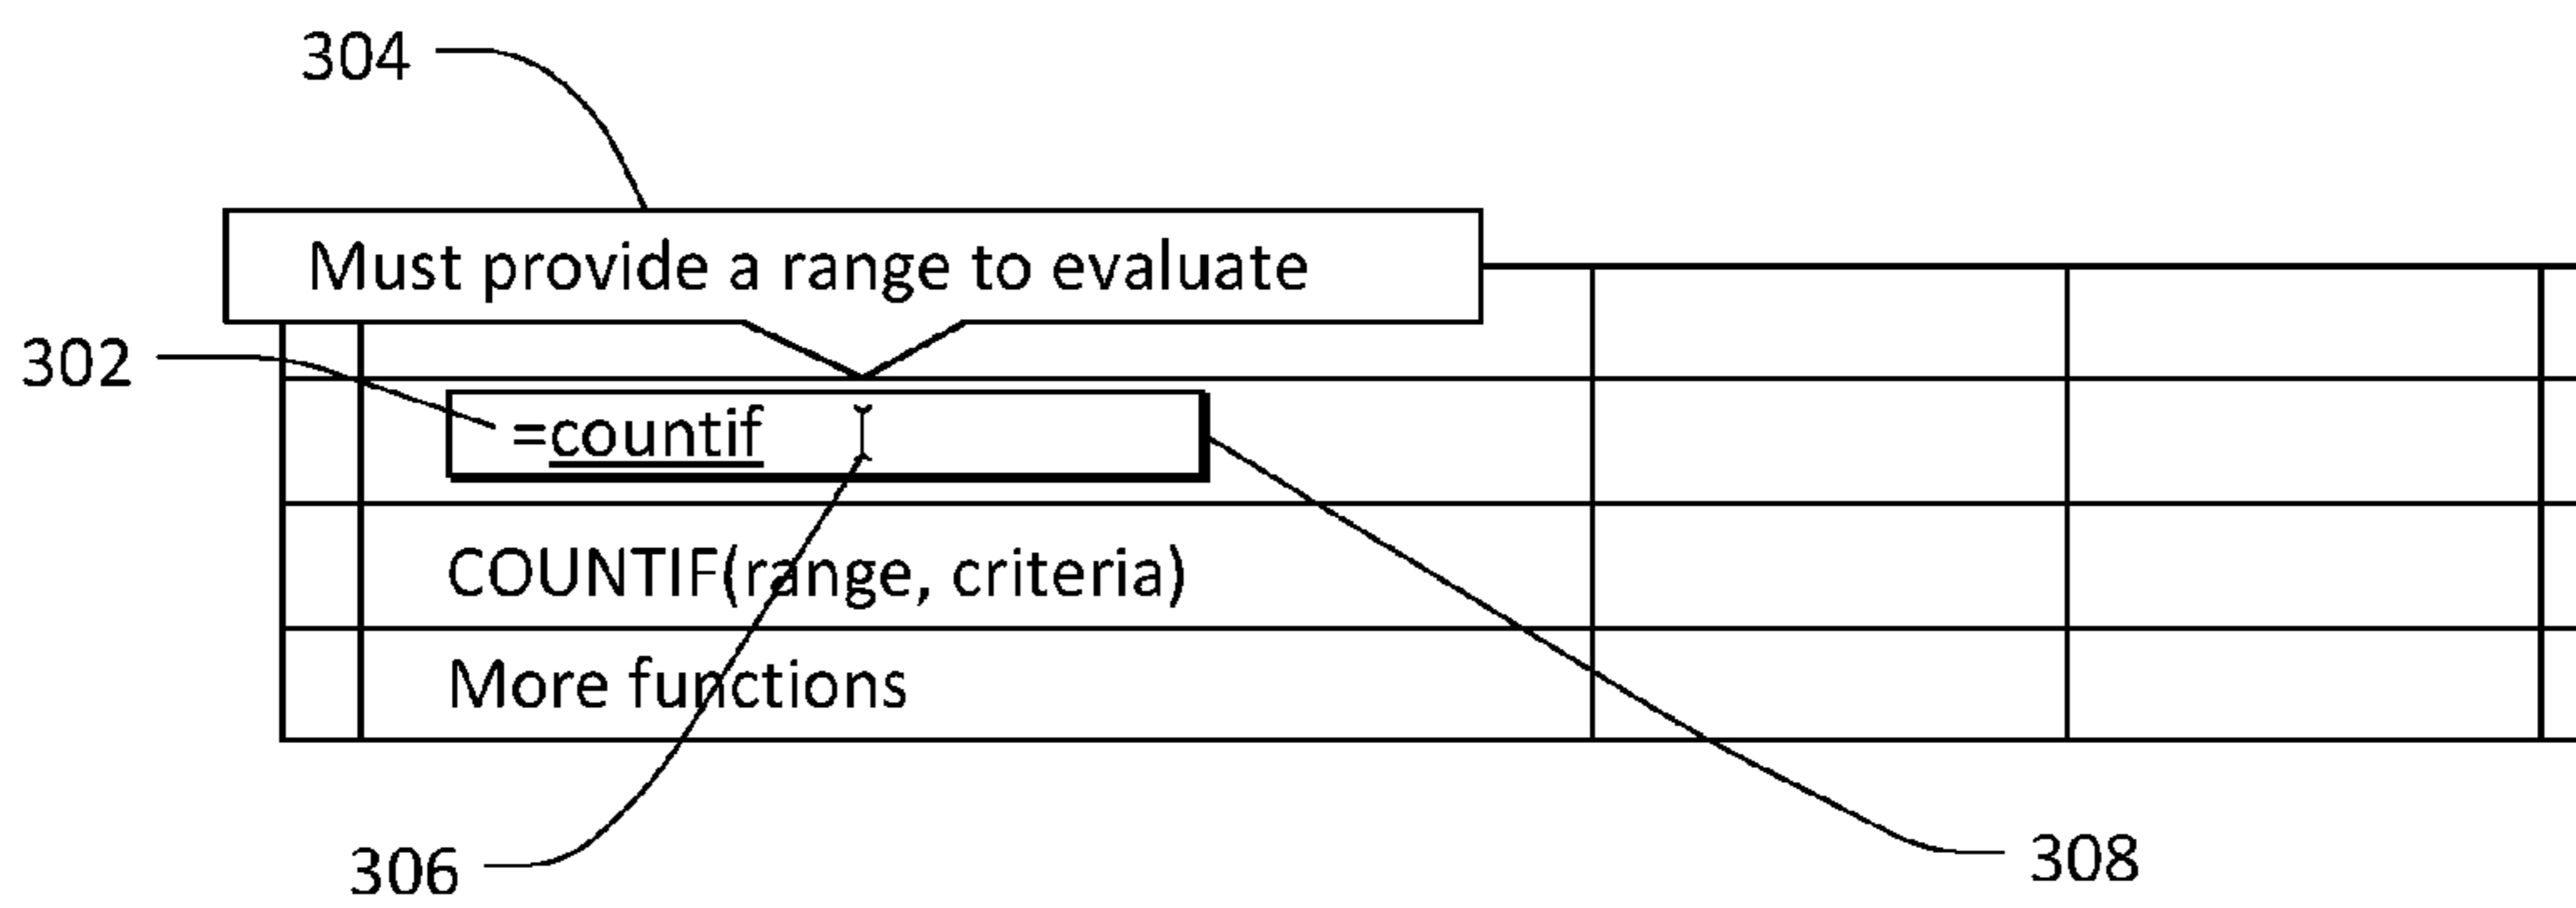 304
Must provide a range to evaluate
302
=countif
COUNTIF(range, criteria)
More functions
306
308